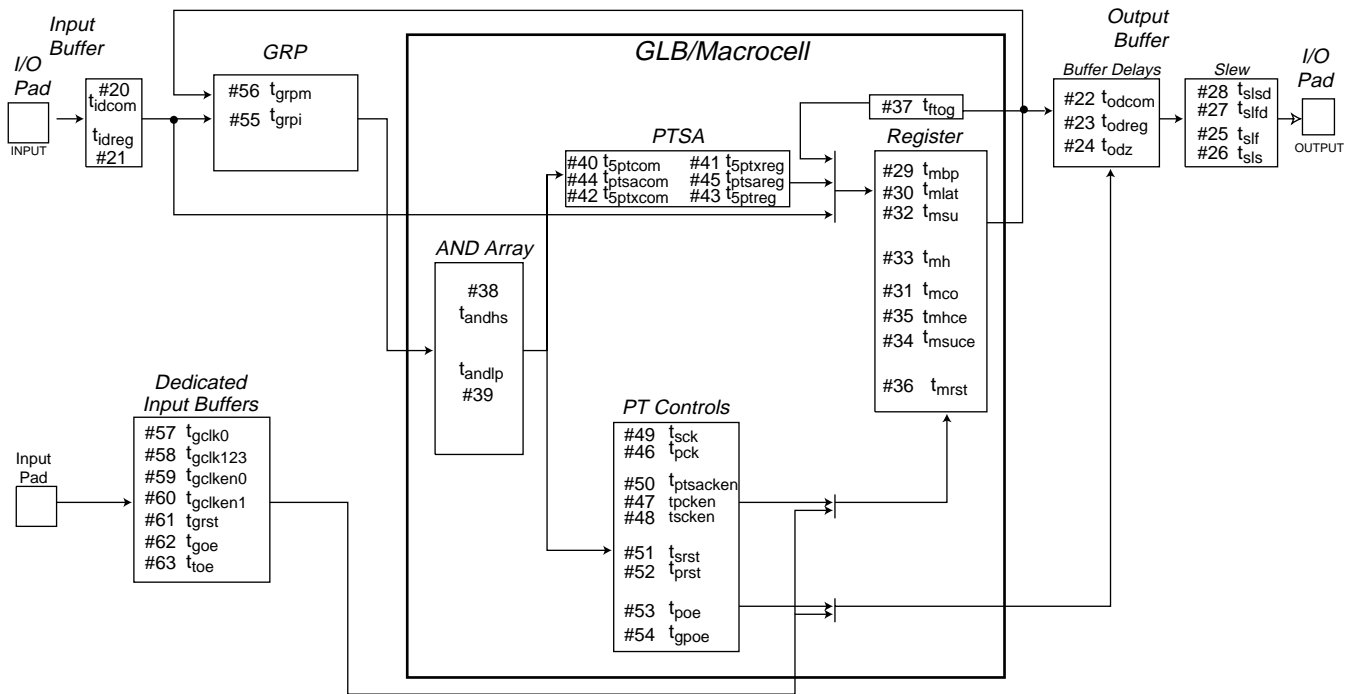 Input
Buffer
I/O
Pad
INPUT
#20
tidcom
tidreg
#21
GRP
#56 tgrpm
#55 tgrpi
GLB/Macrocell
AND Array
#38
tandhs
tandlp
#39
PTSA
#40 t5ptcom #41 t5ptxreg
#44 tptsacom #45 tptsareg
#42 t5ptxcom #43 t5ptreg
#37 tftog
Register
#29 tmbp
#30 tmlat
#32 tmsu
#33 tmh
#31 tmco
#35 tmhce
#34 tmsuce
#36 tmrst
PT Controls
#49 tsck
#46 tpck
#50 tptsacken
#47 tpcken
#48 tscken
#51 tsrst
#52 tprst
#53 tpoe
#54 tgpoe
Output
Buffer
Buffer Delays
#22 todcom
#23 todreg
#24 todz
Slew
#28 tslsd
#27 tslfd
#25 tslf
#26 tsls
I/O
Pad
OUTPUT
Dedicated
Input Buffers
#57 tgclk0
#58 tgclk123
#59 tgclken0
#60 tgclken1
#61 tgrst
#62 tgoe
#63 ttoe
Input
Pad